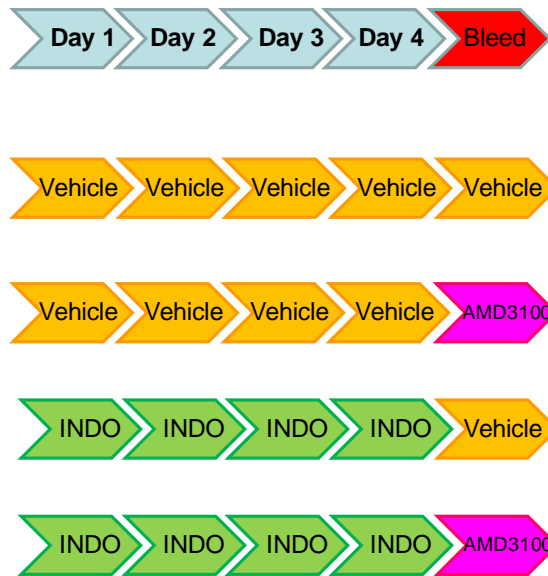 Day 1 Day 2 Day 3 Day 4 Bleed
Vehicle Vehicle Vehicle Vehicle Vehicle
Vehicle Vehicle Vehicle Vehicle AMD3100
INDO INDO INDO INDO Vehicle
INDO INDO INDO INDO AMD3100